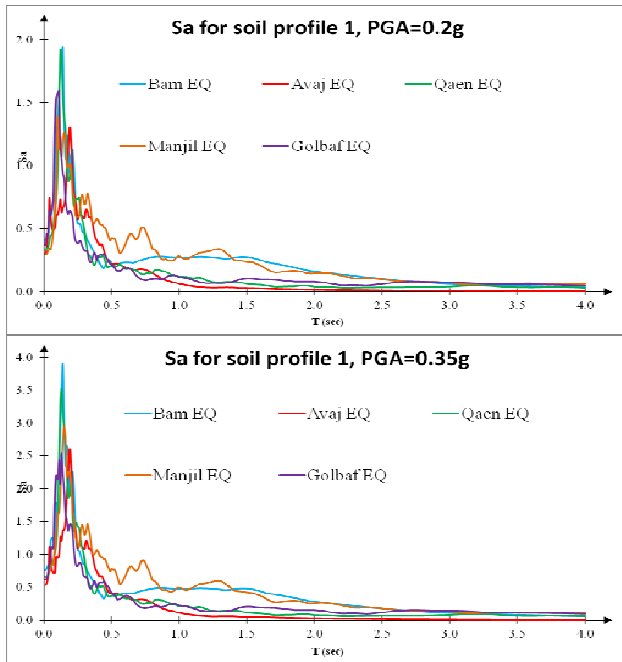 Sa for soil profile 1, PGA=0.2g
Bam EQ Avaj EQ Qaen EQ
Manjil EQ Golbaf EQ
2.0
1.5
1.0
0.5
0.0
Sa
0.0 0.5 1.0 1.5 2.0 2.5 3.0 3.5 4.0
T (sec)
Sa for soil profile 1, PGA=0.35g
Bam EQ Avaj EQ Qaen EQ
Manjil EQ Golbaf EQ
4.0
3.5
3.0
2.5
2.0
1.5
1.0
0.5
0.0
Sa
0.0 0.5 1.0 1.5 2.0 2.5 3.0 3.5 4.0
T (sec)